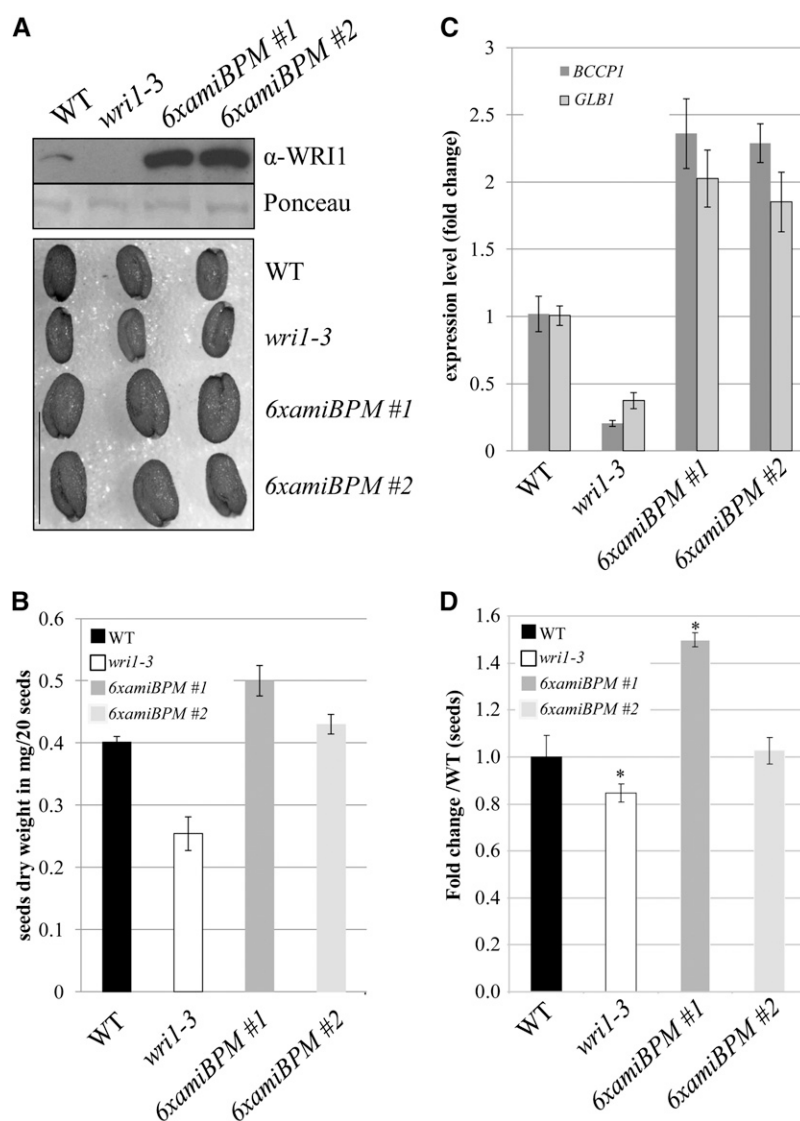 A
WT
wri1-3
6xamiBPM #1
6xamiBPM #2
α-WRI1
Ponceau
WT
wri1-3
6xamiBPM #1
6xamiBPM #2
B
seeds dry weight in mg/20 seeds
0.6
0.5
0.4
0.3
0.2
0.1
0
WT
wri1-3
6xamiBPM #1
6xamiBPM #2
WT
wri1-3
6xamiBPM #1
6xamiBPM #2
C
expression level (fold change)
3
2.5
2
1.5
1
0.5
0
BCCP1
GLB1
WT
wri1-3
6xamiBPM #1
6xamiBPM #2
D
Fold change /WT (seeds)
1.6
1.4
1.2
1.0
0.8
0.6
0.4
0.2
0.0
WT
wri1-3
6xamiBPM #1
6xamiBPM #2
*
*
WT
wri1-3
6xamiBPM #1
6xamiBPM #2